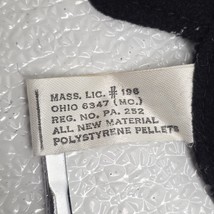 MASS. LIC. # 198
OHIO 6347 (MO.)
REG. NO. PA. 252
ALL NEW MATERIAL
POLYSTYRENE PELLETS